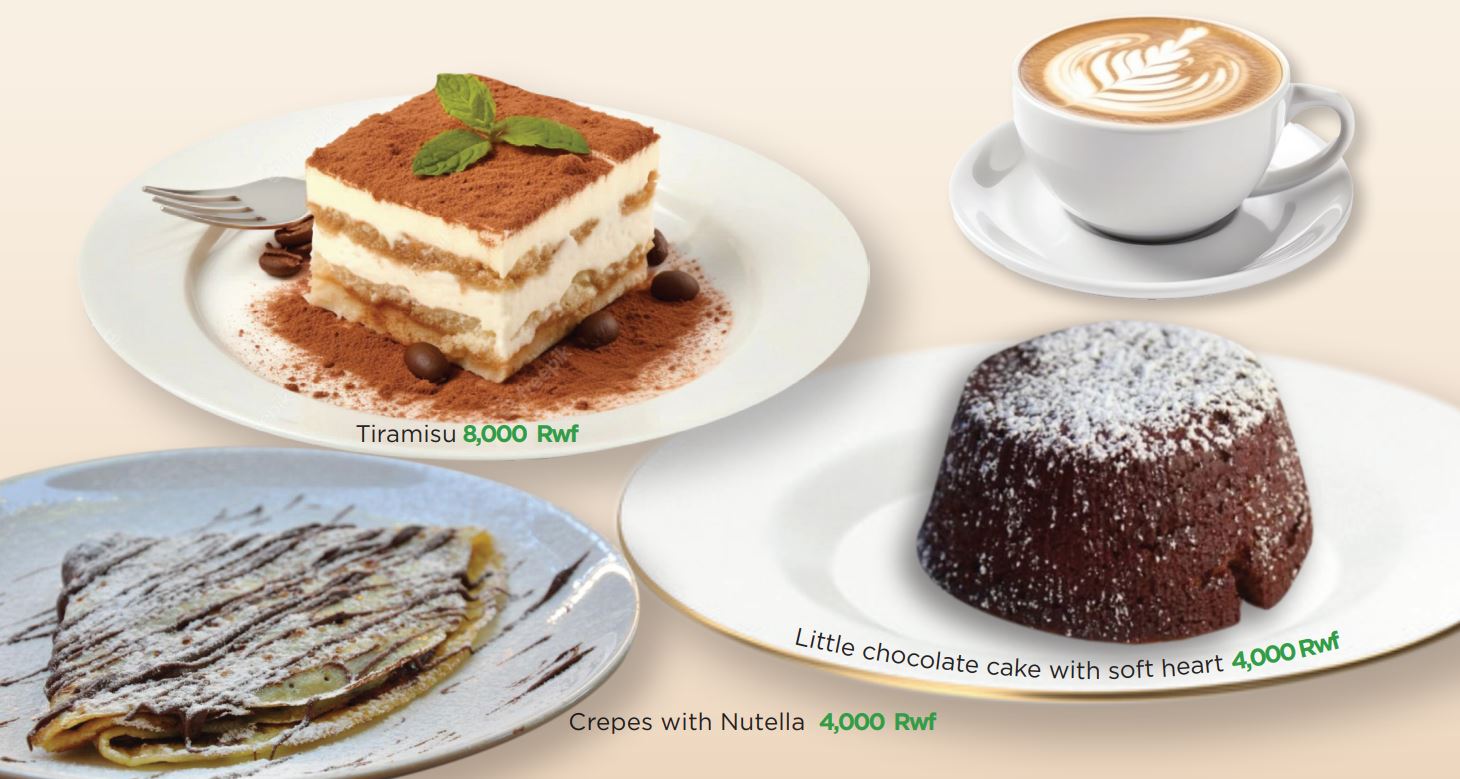 Tiramisu 8,000 Rwf
Little chocolate cake with soft heart 4,000 Rwf
Crepes with Nutella 4,000 Rwf